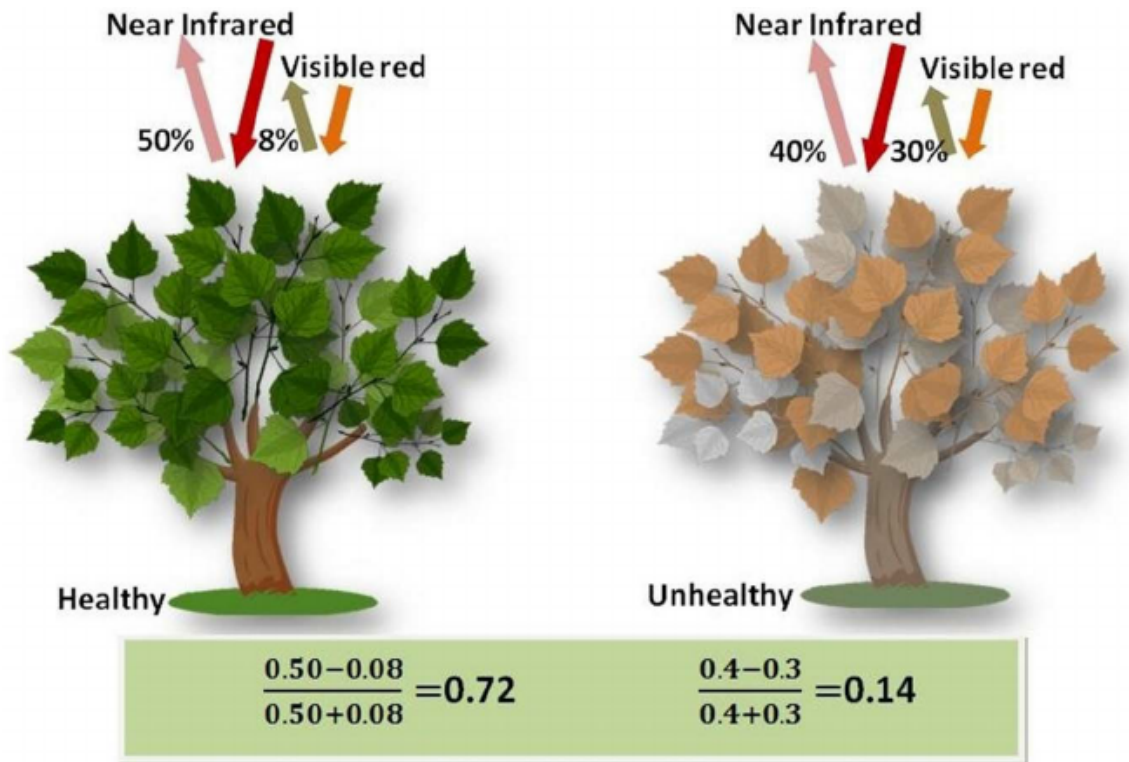 Near Infrared
Visible red
50%
8%
Healthy
Near Infrared
Visible red
40%
30%
Unhealthy
0.50−0.08
0.50+0.08
=0.72
0.4−0.3
0.4+0.3
=0.14